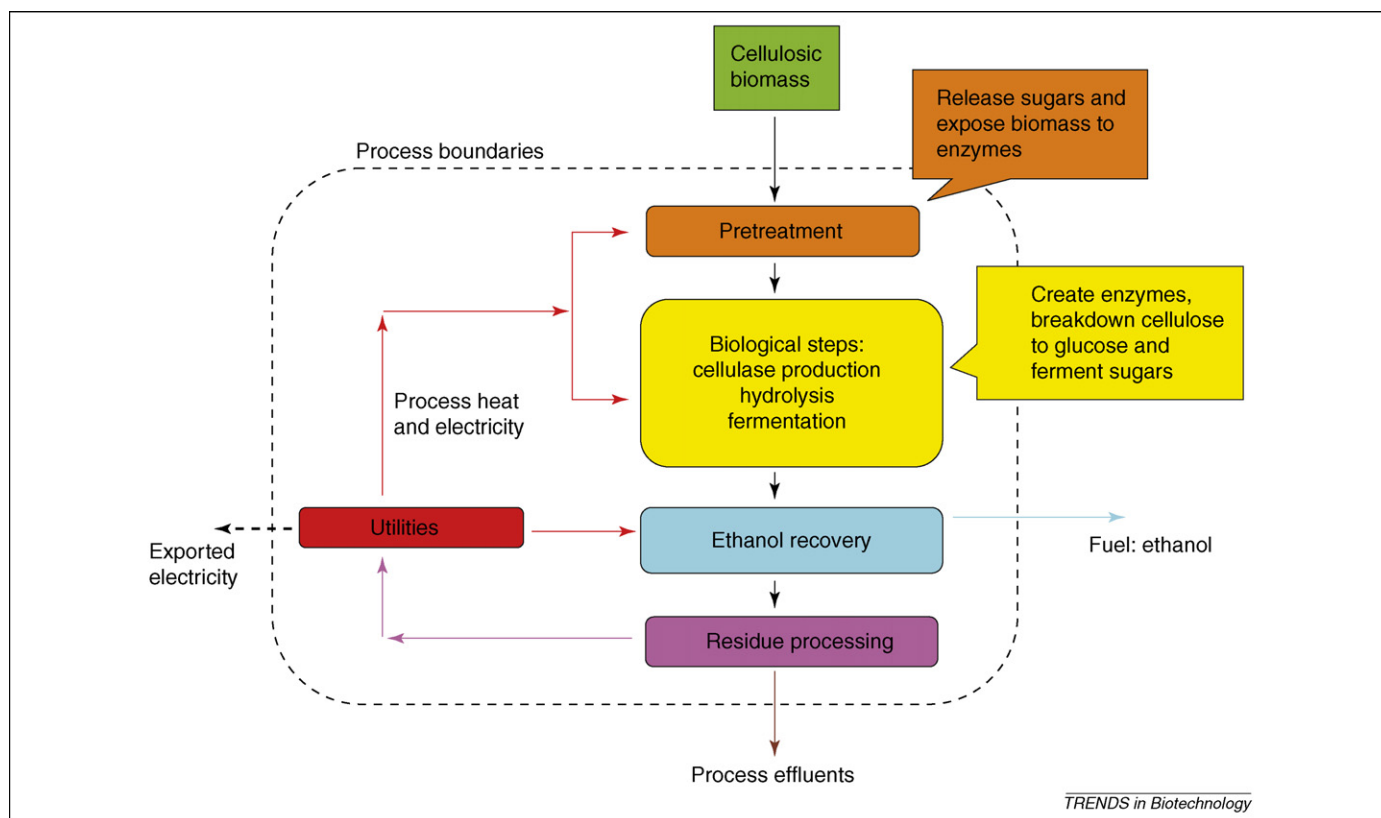 Cellulosic
biomass
Release sugars and
expose biomass to
enzymes
Process boundaries
Pretreatment
Create enzymes,
breakdown cellulose
to glucose and
ferment sugars
Biological steps:
cellulase production
hydrolysis
fermentation
Process heat
and electricity
Utilities
Ethanol recovery
Exported
electricity
Fuel: ethanol
Residue processing
Process effluents
TRENDS in Biotechnology